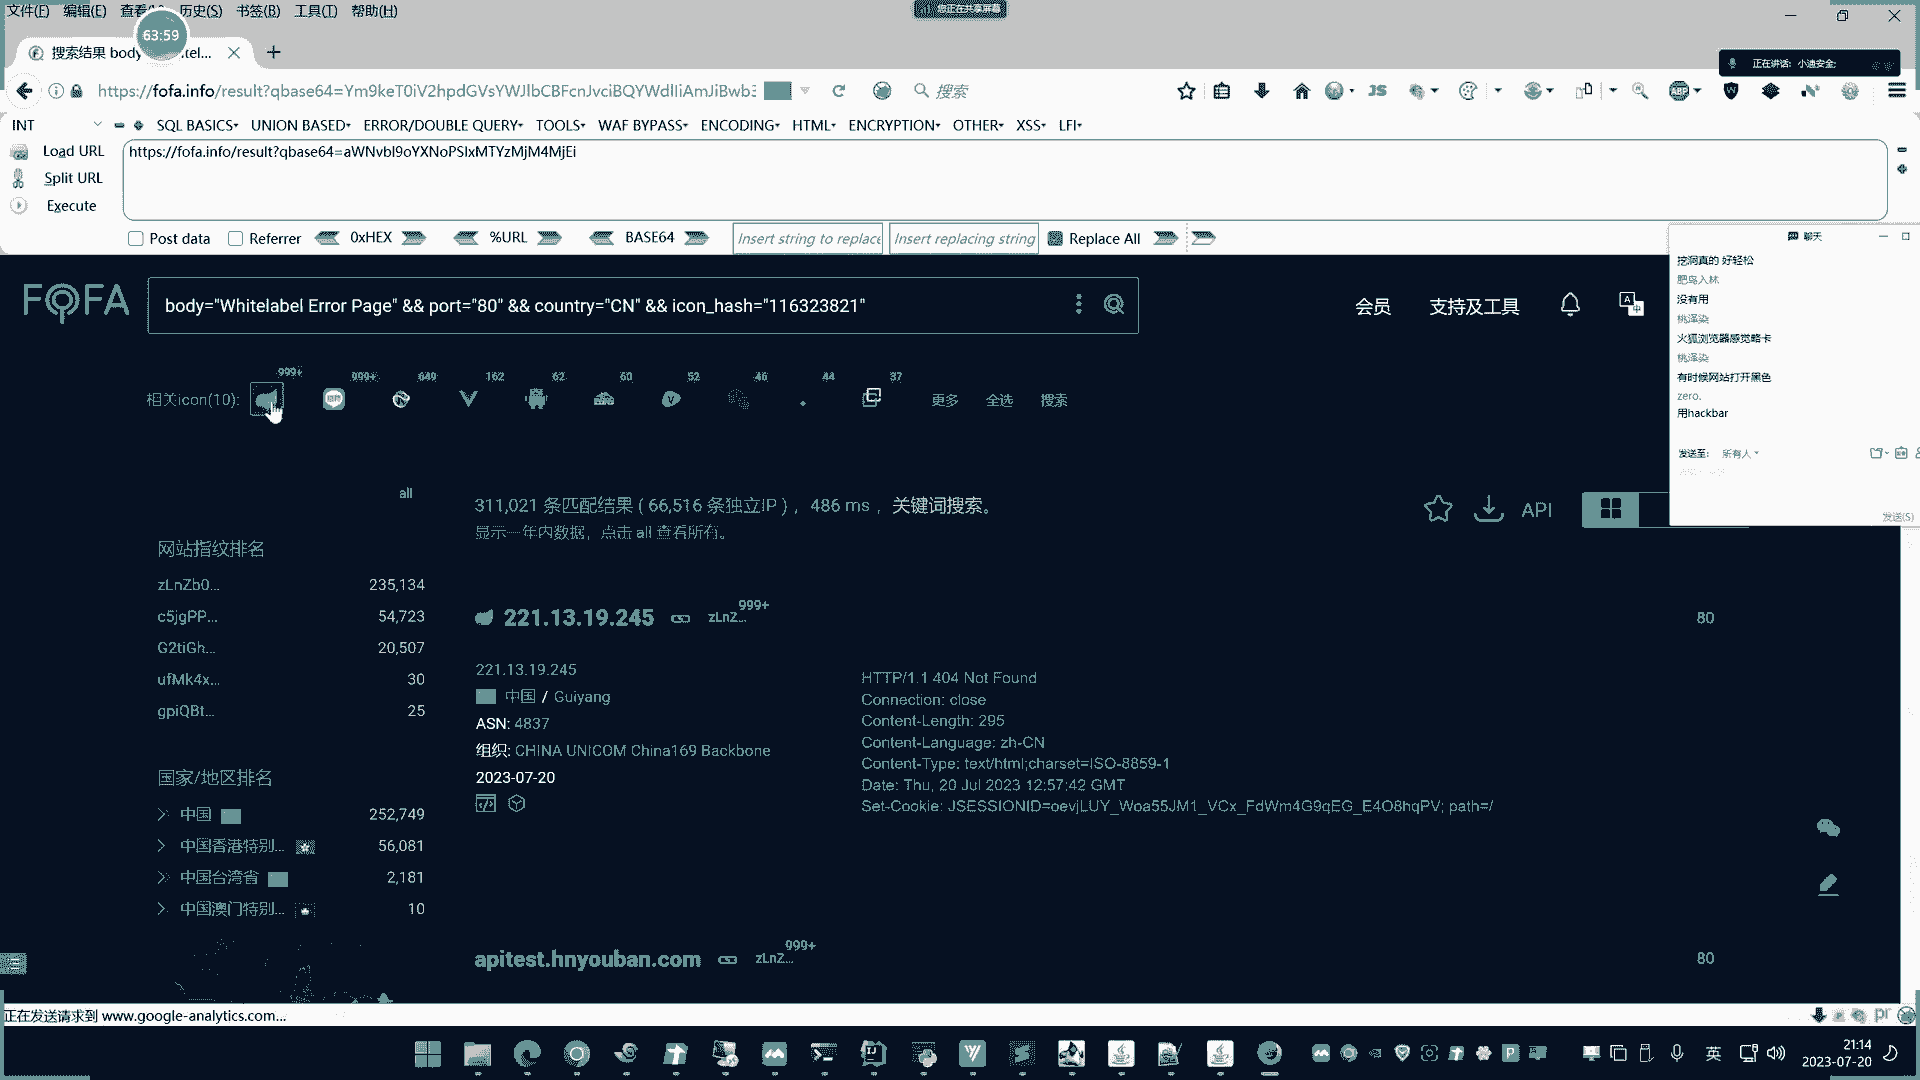 文件(F) 编辑(E) 查看(V) 历史(S) 书签(B) 工具(T) 帮助(H)
您正在共享屏幕
63:59
搜索结果 body
正在讲话: 小迪安全;
https://fofa.info/result?qbase64=Ym9keT0iV2hpdGVsYWJlbCBFcnJvciBQYWdlIiAmJiBwb3
搜索
INT
SQL BASICS UNION BASED ERROR/DOUBLE QUERY TOOLS WAF BYPASS ENCODING HTML ENCRYPTION OTHER XSS LFI
Load URL
https://fofa.info/result?qbase64=aWNvbl9oYXNoPSIxMTYzMjM4MjEi
Split URL
Execute
Post data Referrer 0xHEX %URL BASE64 Insert string to replace Insert replacing string Replace All
聊天
挖洞真的 好轻松
肥鸟入林
没有用
桃泽染
火狐浏览器感觉略卡
桃泽染
有时候网站打开黑色
zero.
用hackbar
发送至: 所有人
发送(S)
FOFA
body="Whitelabel Error Page" && port="80" && country="CN" && icon_hash="116323821"
会员 支持及工具
999+ 999+ 649 162 62 60 52 46 44 37
相关icon(10): 更多 全选 搜索
all
311,021 条匹配结果 ( 66,516 条独立IP ) ，486 ms ，关键词搜索。
显示一年内数据，点击 all 查看所有。
API
网站指纹排名
zLnZb0... 235,134
c5jgPP... 54,723
G2tiGh... 20,507
ufMk4x... 30
gpiQBt... 25
国家/地区排名
中国 252,749
中国香港特别... 56,081
中国台湾省 2,181
中国澳门特别... 10
221.13.19.245 zLnZ... 999+ 80
221.13.19.245
中国 / Guiyang
ASN: 4837
组织: CHINA UNICOM China169 Backbone
2023-07-20
HTTP/1.1 404 Not Found
Connection: close
Content-Length: 295
Content-Language: zh-CN
Content-Type: text/html;charset=ISO-8859-1
Date: Thu, 20 Jul 2023 12:57:42 GMT
Set-Cookie: JSESSIONID=oevjLUY_Woa55JM1_VCx_FdWm4G9qEG_E4O8hqPV; path=/
apitest.hnyouban.com zLnZ... 999+ 80
正在发送请求到 www.google-analytics.com...
英
21:14
2023-07-20